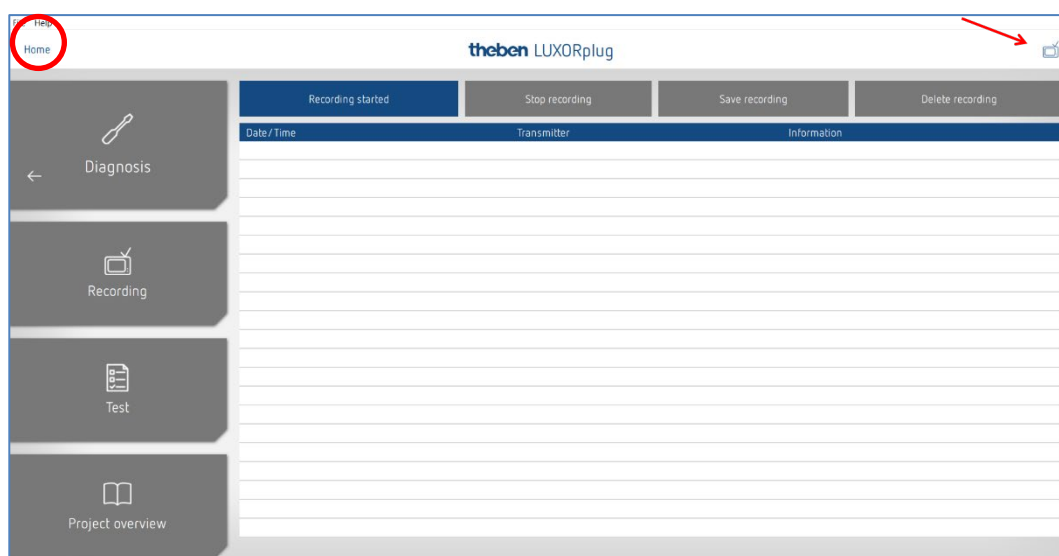 File Help
Home
theben LUXORplug
Recording started Stop recording Save recording Delete recording
Date/Time Transmitter Information
Diagnosis
Recording
Test
Project overview